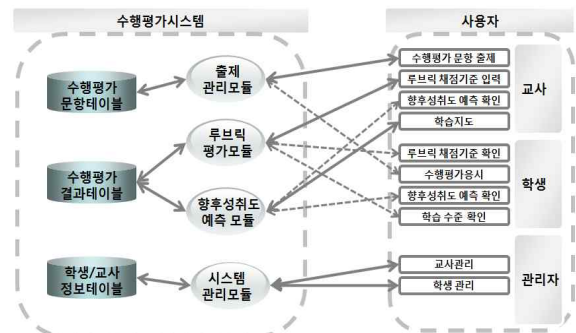 수행평가시스템
사용자
수행평가
문항테이블
출제
관리모듈
수행평가
결과테이블
루브릭
평가모듈
향후성취도
예측 모듈
학생/교사
정보테이블
시스템
관리모듈
수행평가 문항 출제
루브릭 채점기준 입력
향후성취도 예측 확인
학습지도
교사
루브릭 채점기준 확인
수행평가응시
향후성취도 예측 확인
학습 수준 확인
학생
교사관리
학생 관리
관리자